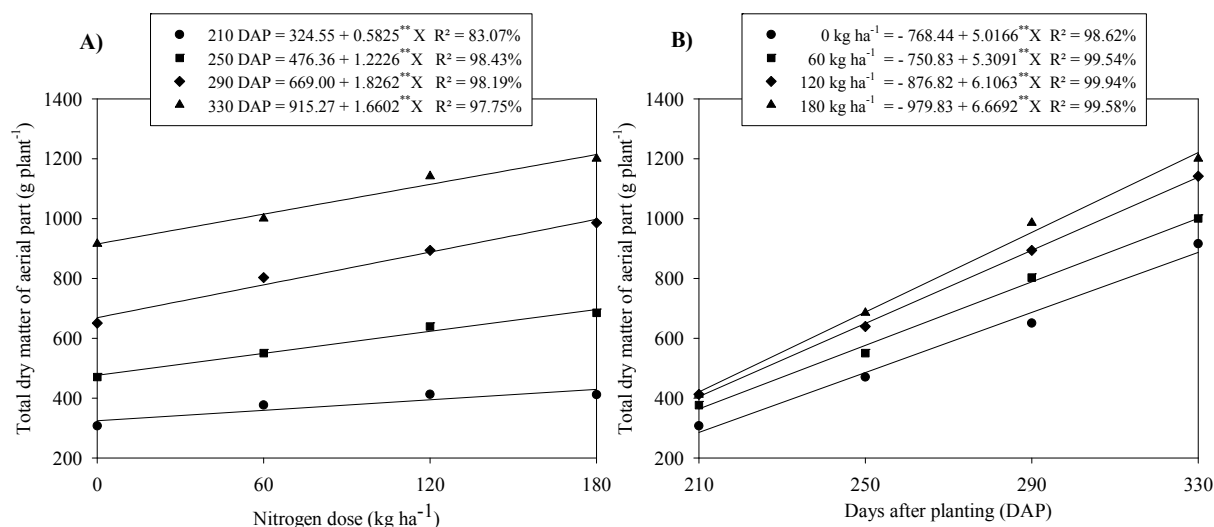 A)
210 DAP = 324.55 + 0.5825** X R² = 83.07%
250 DAP = 476.36 + 1.2226** X R² = 98.43%
290 DAP = 669.00 + 1.8262** X R² = 98.19%
330 DAP = 915.27 + 1.6602** X R² = 97.75%
Total dry matter of aerial part (g plant⁻¹)
1400
1200
1000
800
600
400
200
0 60 120 180
Nitrogen dose (kg ha⁻¹)
B)
0 kg ha⁻¹ = - 768.44 + 5.0166**X R² = 98.62%
60 kg ha⁻¹ = - 750.83 + 5.3091**X R² = 99.54%
120 kg ha⁻¹ = - 876.82 + 6.1063**X R² = 99.94%
180 kg ha⁻¹ = - 979.83 + 6.6692**X R² = 99.58%
Total dry matter of aerial part (g plant⁻¹)
1400
1200
1000
800
600
400
200
210 250 290 330
Days after planting (DAP)